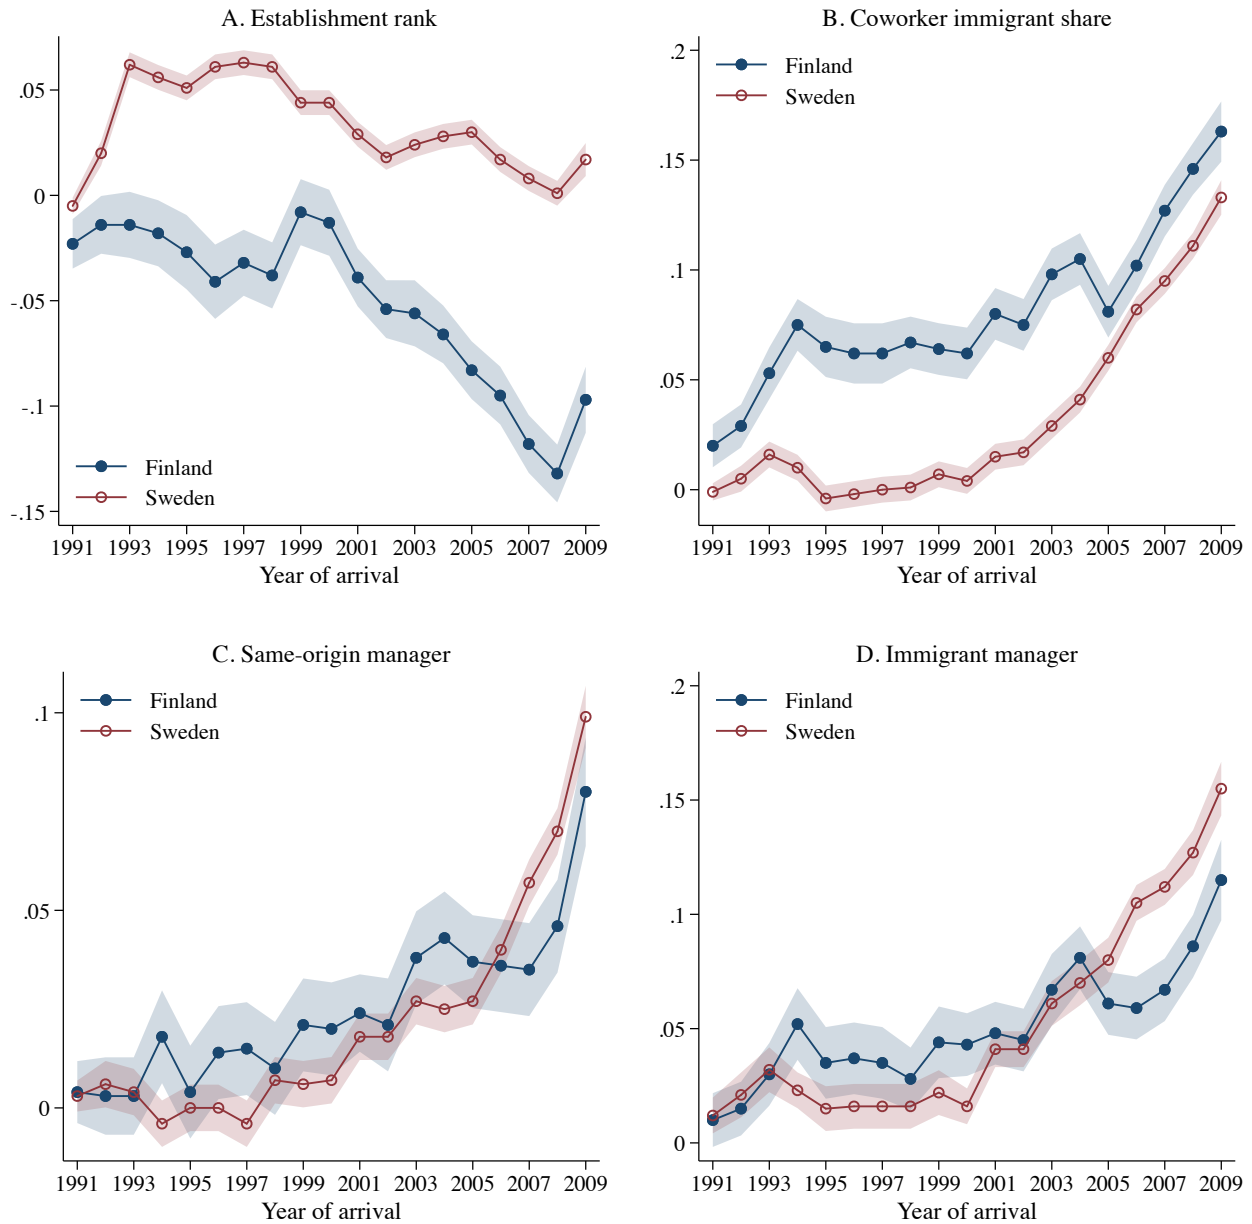 A. Establishment rank
.05
0
-.05
-.1
-.15
Finland
Sweden
1991 1993 1995 1997 1999 2001 2003 2005 2007 2009
Year of arrival
B. Coworker immigrant share
.2
.15
.1
.05
0
Finland
Sweden
1991 1993 1995 1997 1999 2001 2003 2005 2007 2009
Year of arrival
C. Same-origin manager
.1
.05
0
Finland
Sweden
1991 1993 1995 1997 1999 2001 2003 2005 2007 2009
Year of arrival
D. Immigrant manager
.2
.15
.1
.05
0
Finland
Sweden
1991 1993 1995 1997 1999 2001 2003 2005 2007 2009
Year of arrival